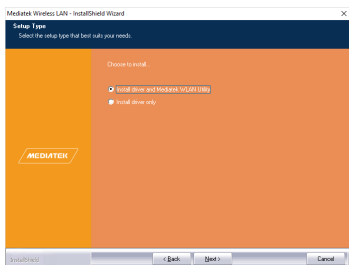 Mediatek Wireless LAN - InstallShield Wizard
Setup Type
Select the setup type that best suits your needs.
Choose to install...
Install driver and Mediatek WLAN Utility
Install driver only
MEDIATEK
InstallShield
< Back
Next >
Cancel